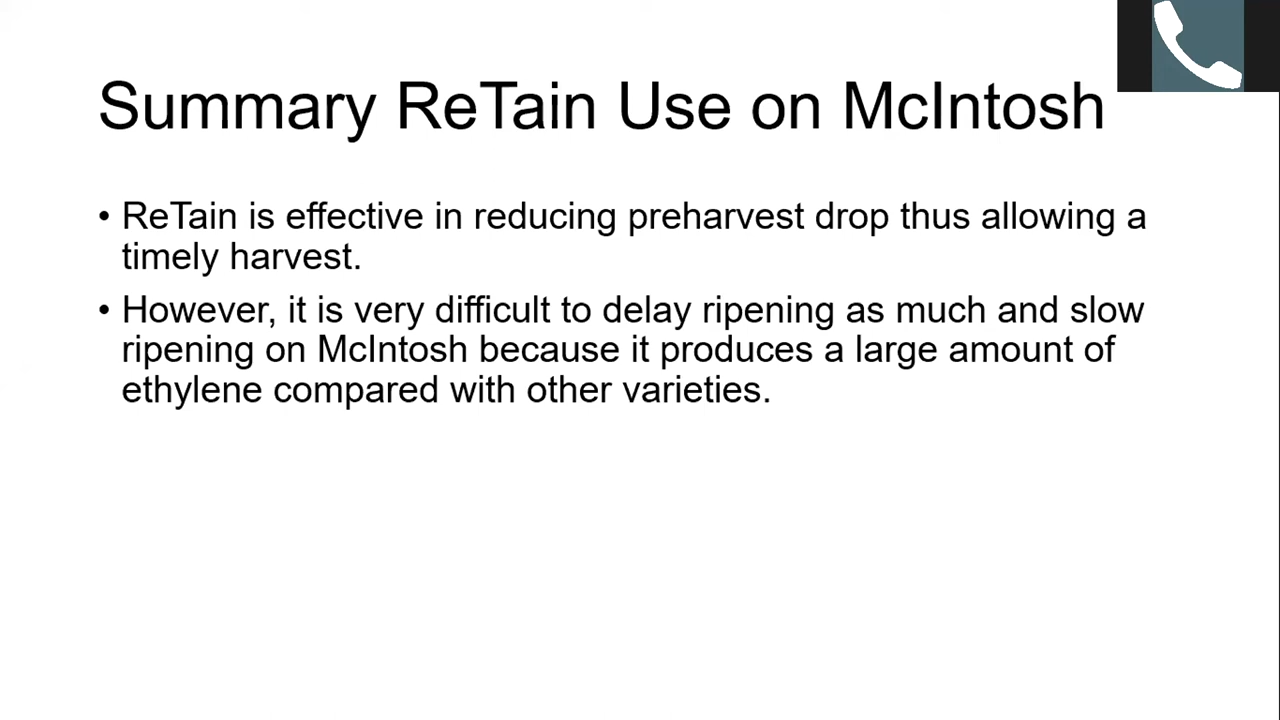 Summary ReTain Use on McIntosh
• ReTain is effective in reducing preharvest drop thus allowing a
timely harvest.
• However, it is very difficult to delay ripening as much and slow
ripening on McIntosh because it produces a large amount of
ethylene compared with other varieties.